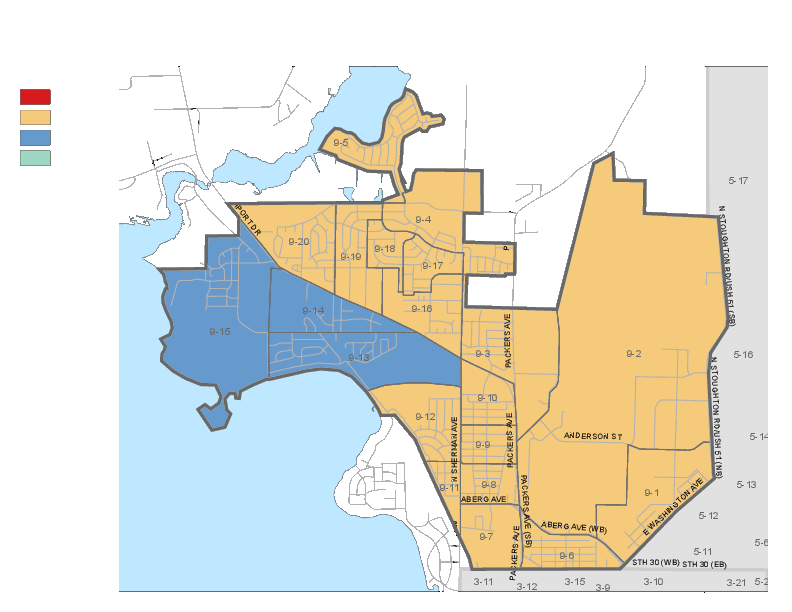 9-5
5-17
9-4
PORT DR
9-20
9-18
9-19
9-17
P
9-16
9-14
9-15
9-13
9-3
PACKERS AVE
9-2
5-16
N STOUGHTON RD/USH 51 (SB)
9-10
9-12
N SHERMAN AVE
PACKERS AVE
9-9
ANDERSON ST
N STOUGHTON RD/USH 51 (NB)
5-14
9-11
9-8
5-13
9-1
ABERG AVE
E WASHINGTON AVE
5-12
PACKERS AVE (SB)
ABERG AVE (WB)
9-7
PACKERS AVE
9-6
5-11
5-6
STH 30 (WB)
STH 30 (EB)
3-11
3-12
3-15
3-9
3-10
3-21
5-2